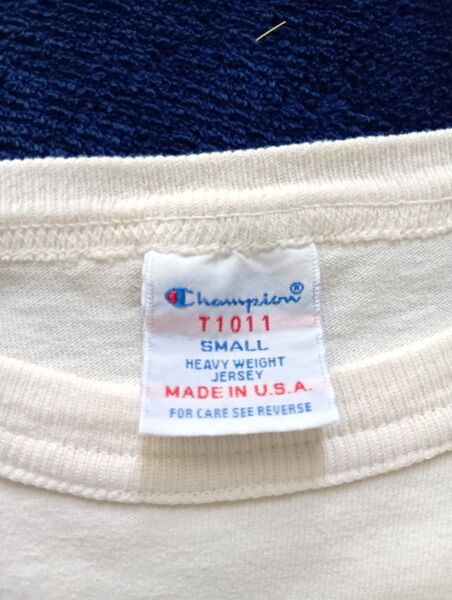 Champion®
T1011
SMALL
HEAVY WEIGHT
JERSEY
MADE IN U.S.A.
FOR CARE SEE REVERSE